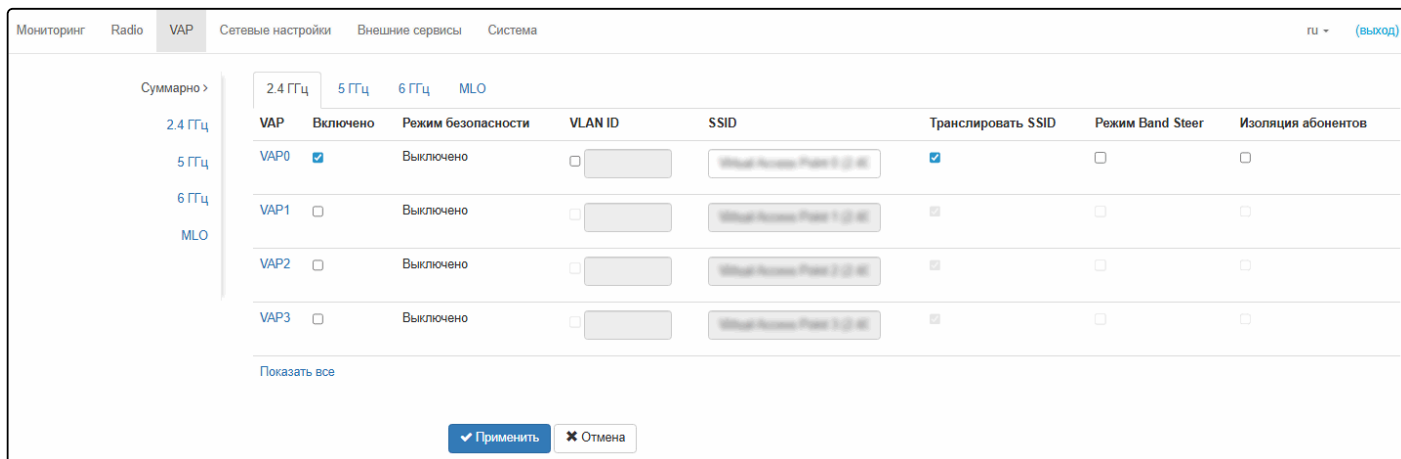 Мониторинг Radio VAP Сетевые настройки Внешние сервисы Система ru (выход)
Суммарно >
2.4 ГГц
5 ГГц
6 ГГц
MLO
2.4 ГГц 5 ГГц 6 ГГц MLO
VAP Включено Режим безопасности VLAN ID SSID Транслировать SSID Режим Band Steer Изоляция абонентов
VAP0 Выключено
VAP1 Выключено
VAP2 Выключено
VAP3 Выключено
Показать все
Применить Отмена